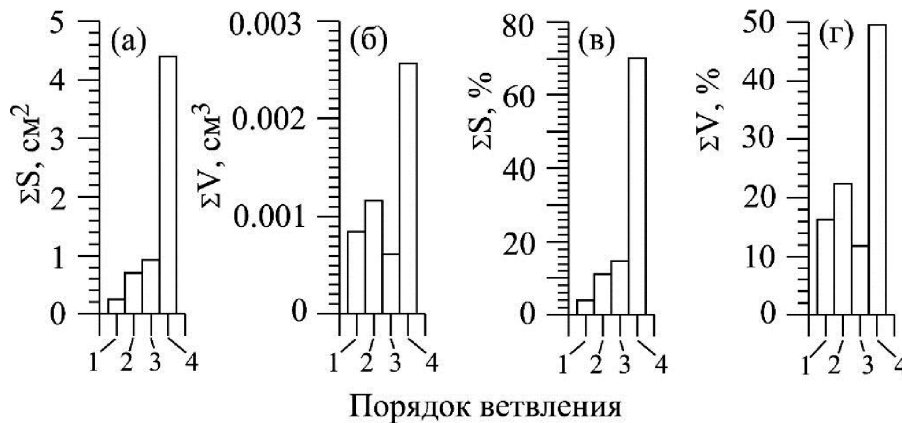 (а)
ΣS, см²
5
4
3
2
1
0
1 2 3 4
(б)
ΣV, см³
0.003
0.002
0.001
0
1 2 3 4
(в)
ΣS, %
80
60
40
20
0
1 2 3 4
(г)
ΣV, %
50
40
30
20
10
0
1 2 3 4
Порядок ветвления